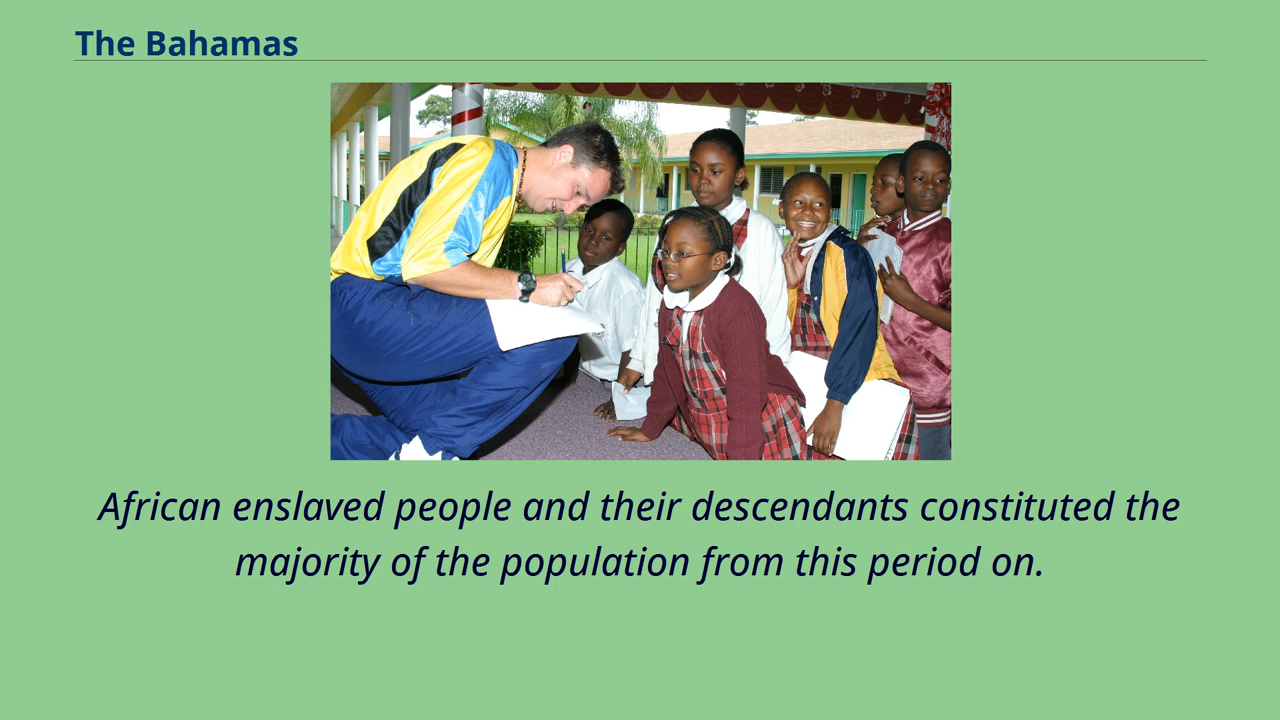 The Bahamas
African enslaved people and their descendants constituted the
majority of the population from this period on.